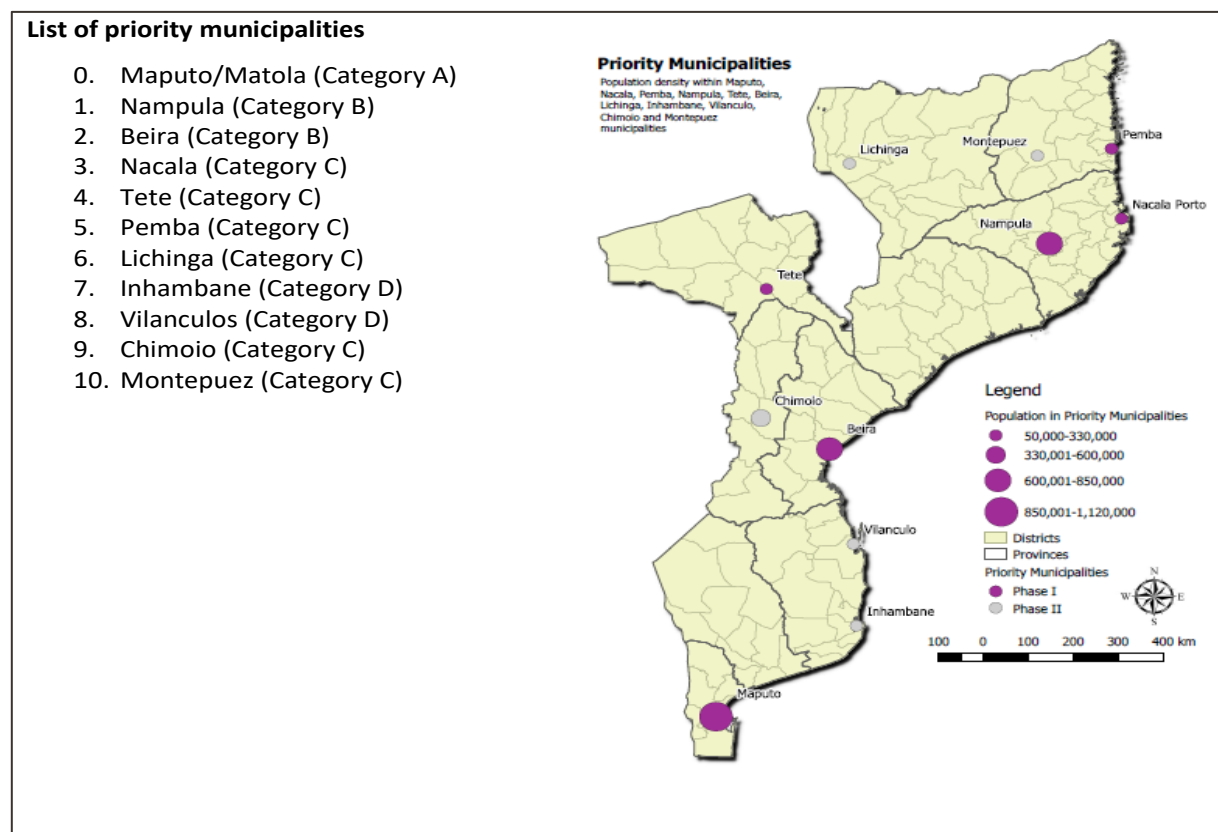 List of priority municipalities
0. Maputo/Matola (Category A)
1. Nampula (Category B)
2. Beira (Category B)
3. Nacala (Category C)
4. Tete (Category C)
5. Pemba (Category C)
6. Lichinga (Category C)
7. Inhambane (Category D)
8. Vilanculos (Category D)
9. Chimoio (Category C)
10. Montepuez (Category C)
Priority Municipalities
Population density within Maputo,
Nacala, Pemba, Nampula, Tete, Beira,
Lichinga, Inhambane, Vilanculo,
Chimoio and Montepuez
municipalities
Pemba
Montepuez
Lichinga
Nacala Porto
Nampula
Tete
Chimoio
Beira
Vilanculo
Inhambane
Maputo
Legend
Population in Priority Municipalities
50,000-330,000
330,001-600,000
600,001-850,000
850,001-1,120,000
Districts
Provinces
Priority Municipalities
Phase I
Phase II
N
W E
S
100 0 100 200 300 400 km